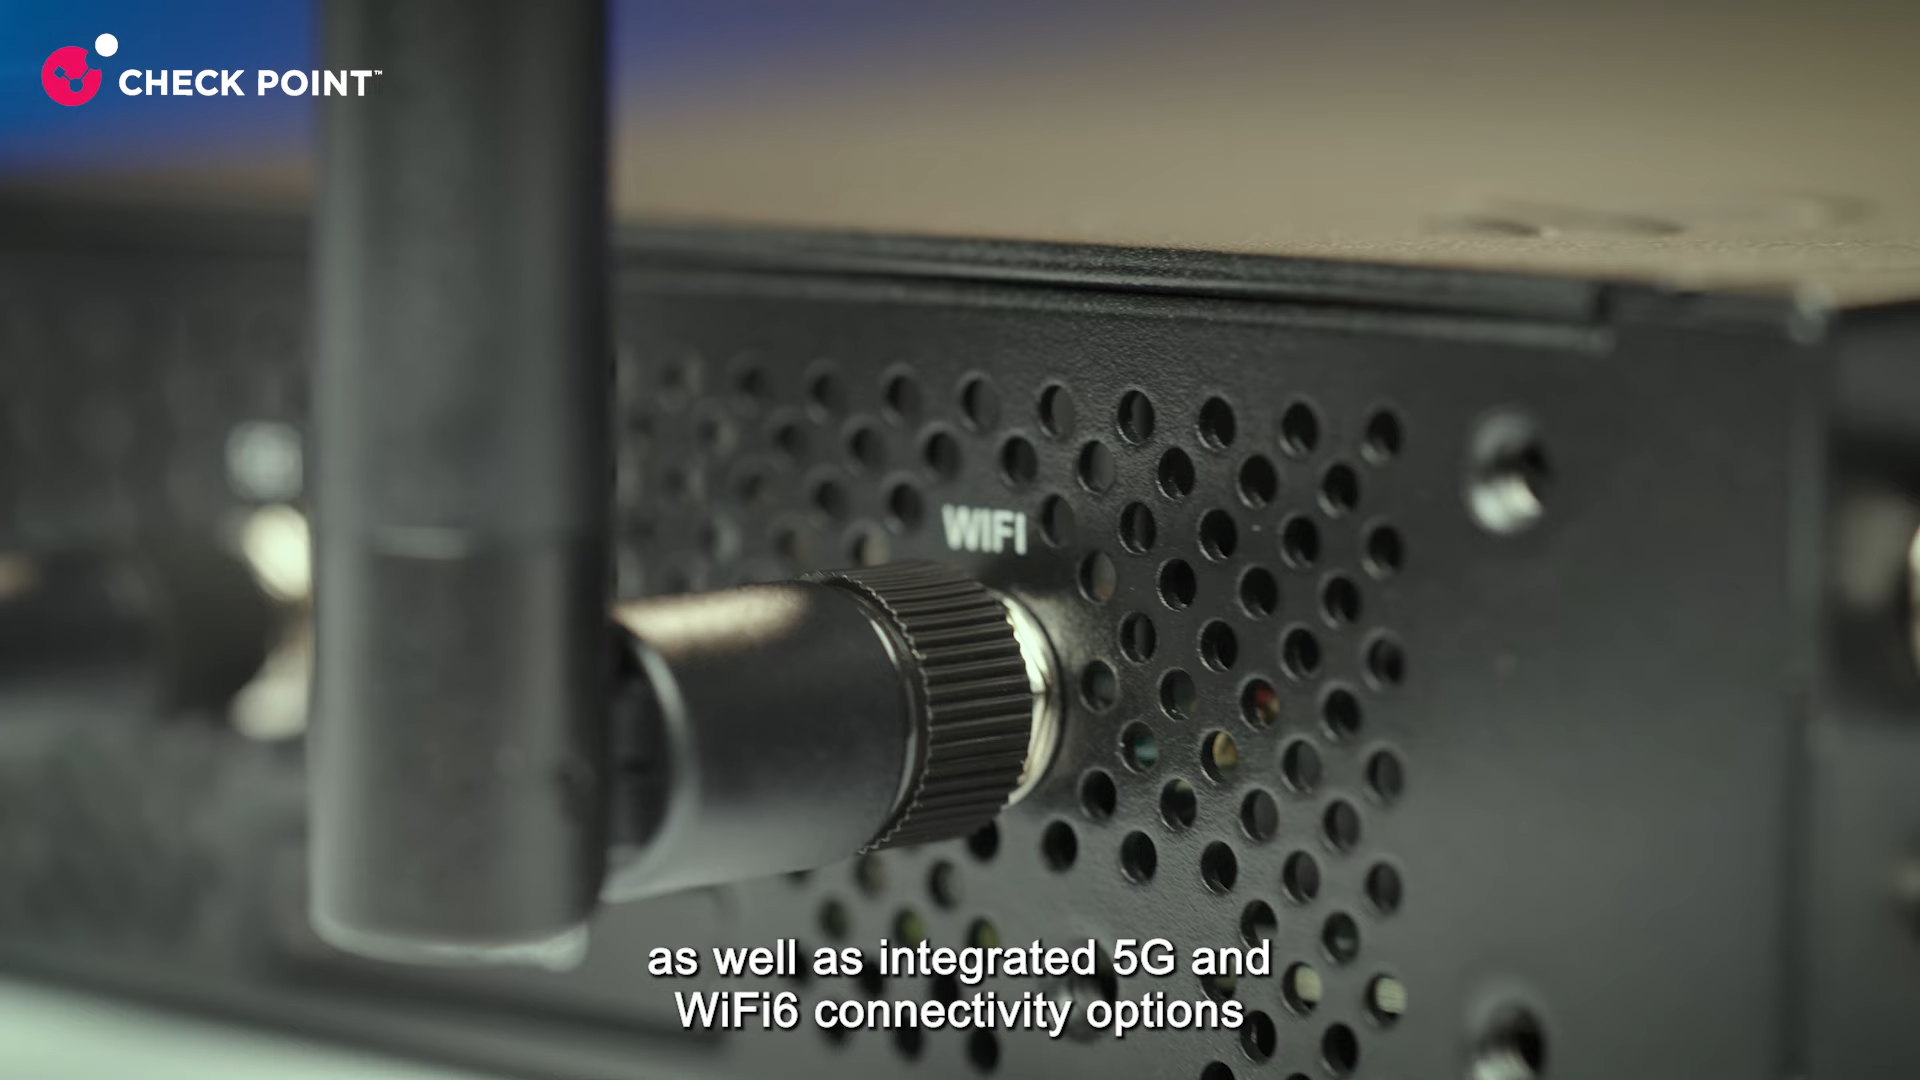 CHECK POINT™
WIFI
as well as integrated 5G and
WiFi6 connectivity options